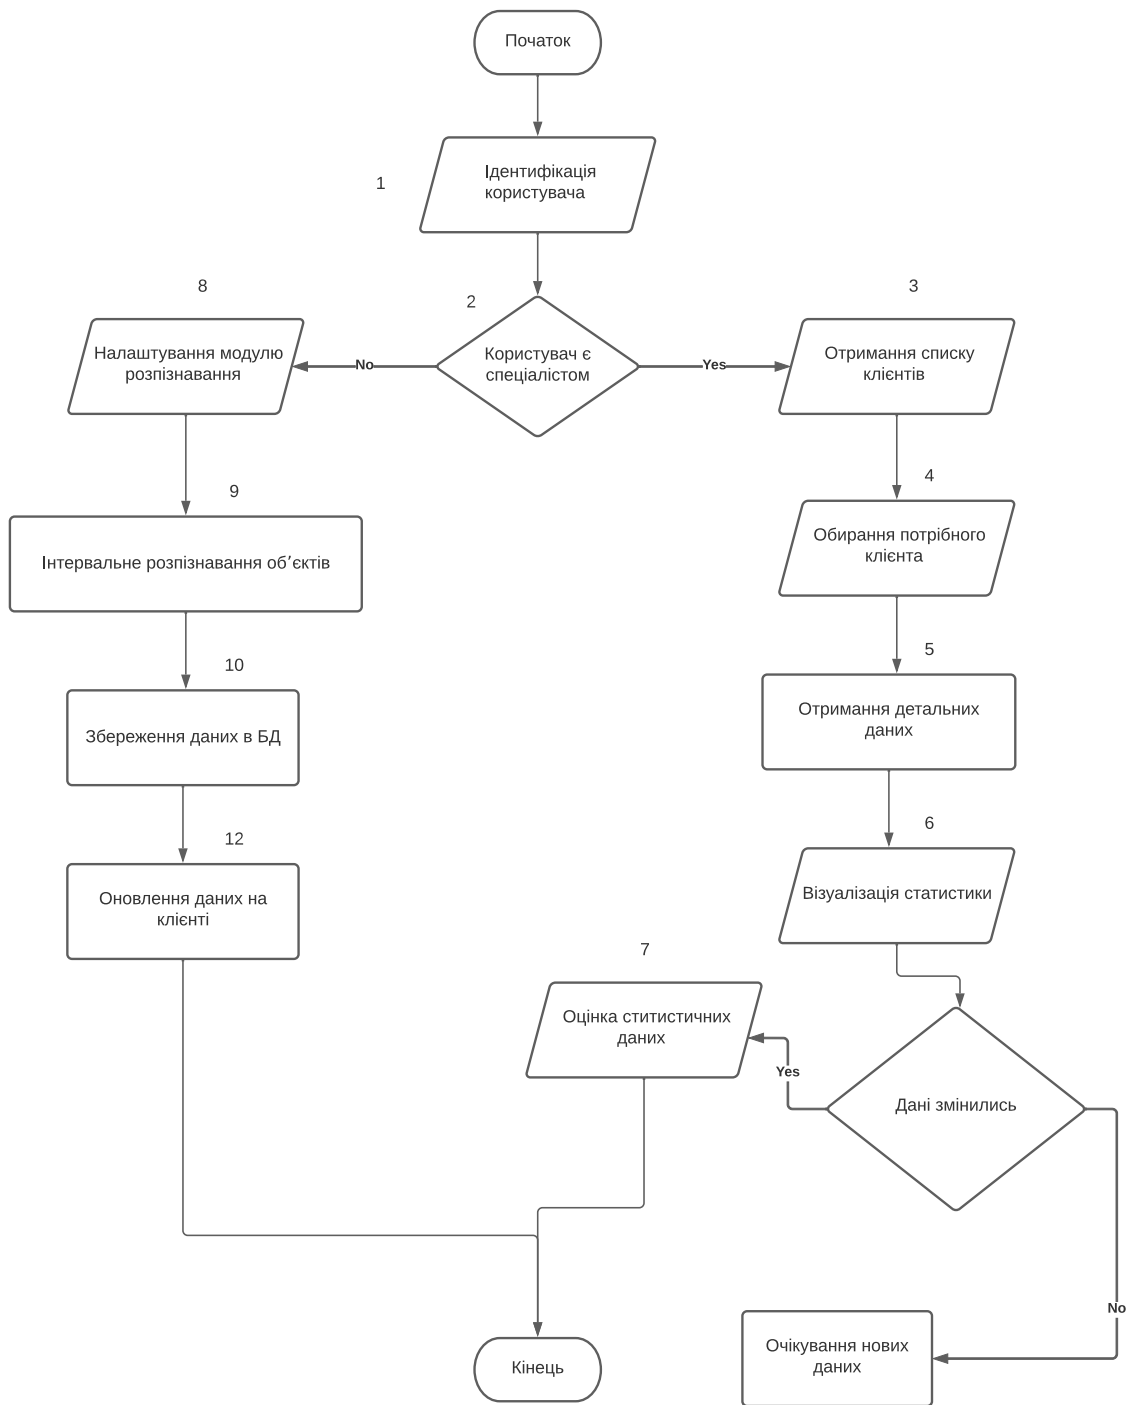 Початок
1
Ідентифікація
користувача
2
Користувач є
спеціалістом
No
Yes
8
Налаштування модулю
розпізнавання
3
Отримання списку
клієнтів
9
Інтервальне розпізнавання об՚єктів
4
Обирання потрібного
клієнта
10
Збереження даних в БД
5
Отримання детальних
даних
12
Оновлення даних на
клієнті
6
Візуалізація статистики
7
Оцінка ститистичних
даних
Yes
Дані змінились
No
Очікування нових
даних
Кінець